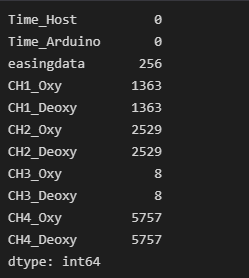 Time_Host 0
Time_Arduino 0
easingdata 256
CH1_Oxy 1363
CH1_Deoxy 1363
CH2_Oxy 2529
CH2_Deoxy 2529
CH3_Oxy 8
CH3_Deoxy 8
CH4_Oxy 5757
CH4_Deoxy 5757
dtype: int64